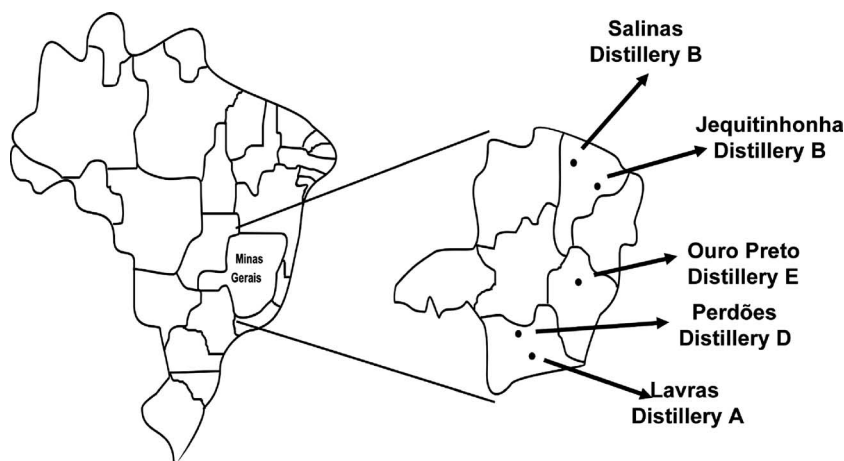 Salinas
Distillery B
Jequitinhonha
Distillery B
Minas
Gerais
Ouro Preto
Distillery E
Perdões
Distillery D
Lavras
Distillery A